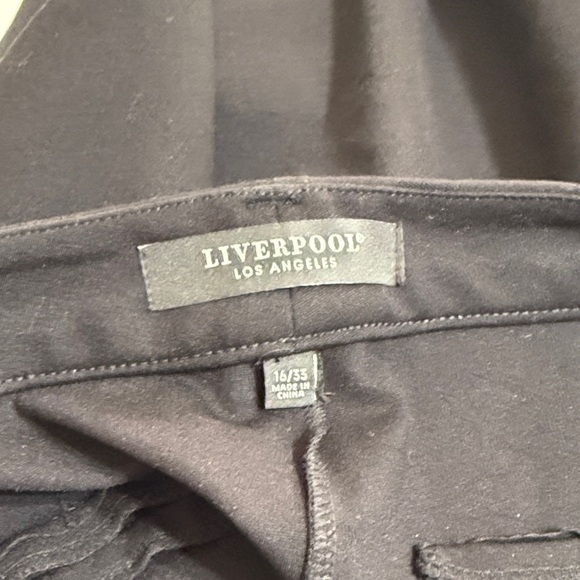 LIVERPOOL®
LOS ANGELES
16/33
MADE IN
CHINA